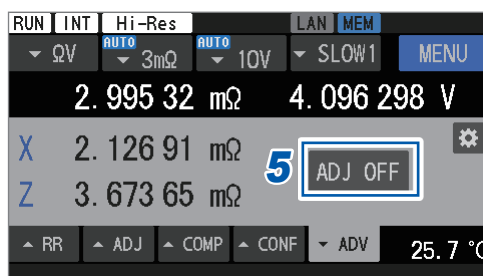 RUN INT Hi-Res LAN MEM
ΩV AUTO 3mΩ AUTO 10V SLOW1 MENU
2.995 32 mΩ 4.096 298 V
X 2.126 91 mΩ
5 ADJ OFF
Z 3.673 65 mΩ
RR ADJ COMP CONF ADV 25.7 °C